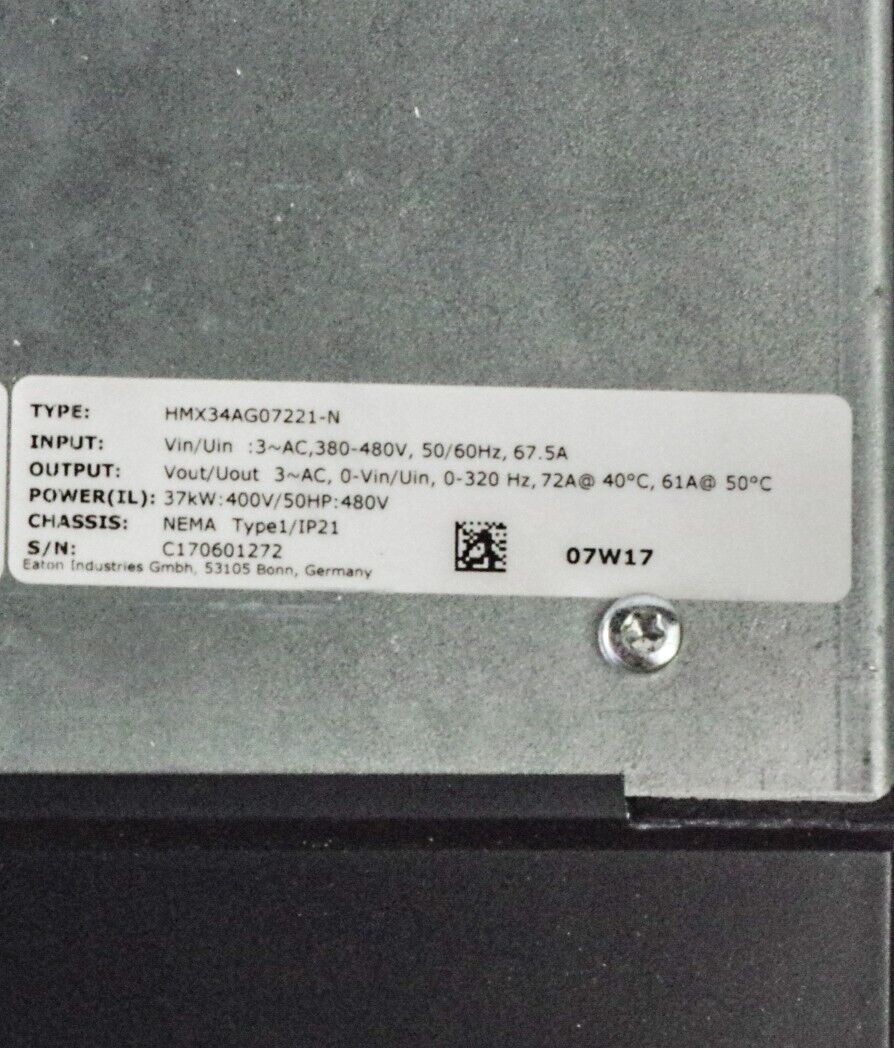 TYPE: HMX34AG07221-N
INPUT: Vin/Uin :3~AC,380-480V, 50/60Hz, 67.5A
OUTPUT: Vout/Uout 3~AC, 0-Vin/Uin, 0-320 Hz, 72A@ 40°C, 61A@ 50°C
POWER(IL): 37kW:400V/50HP:480V
CHASSIS: NEMA Type1/IP21
S/N: C170601272
07W17
Eaton Industries Gmbh, 53105 Bonn, Germany